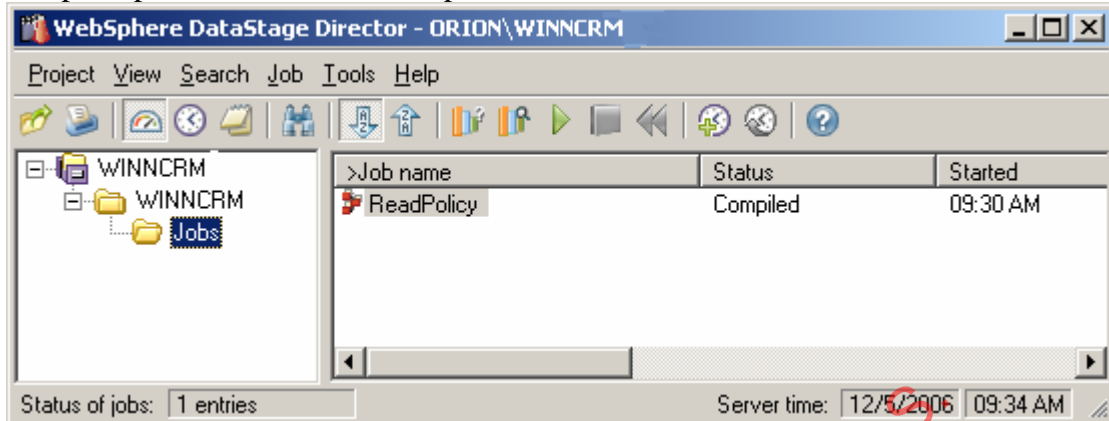 WebSphere DataStage Director - ORION\WINNCRM
Project View Search Job Tools Help
WINNCRM
WINNCRM
Jobs
>Job name Status Started
ReadPolicy Compiled 09:30 AM
Status of jobs: 1 entries Server time: 12/5/2006 09:34 AM